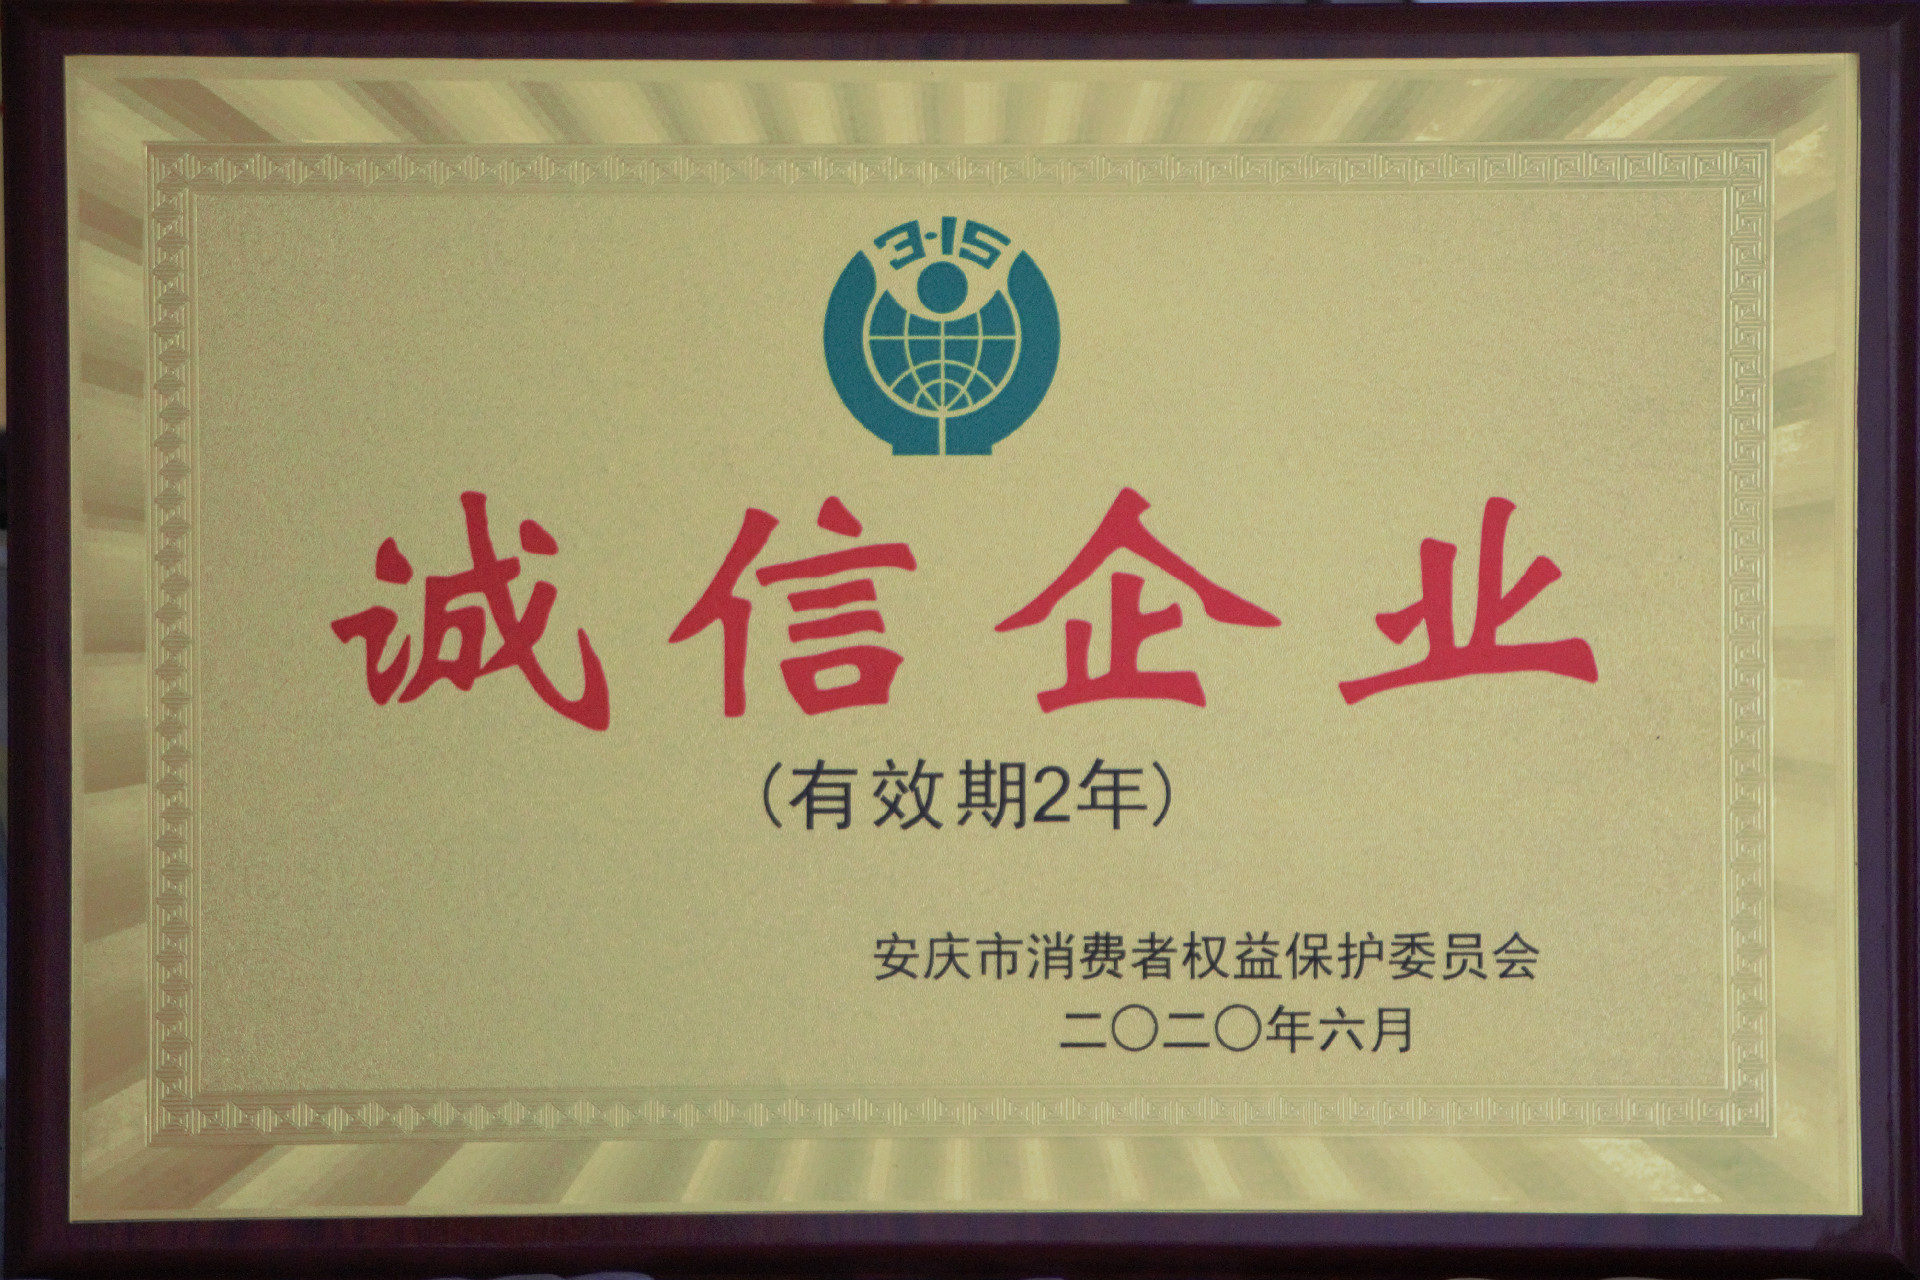 3·15
诚信企业
(有效期2年)
安庆市消费者权益保护委员会
二〇二〇年六月